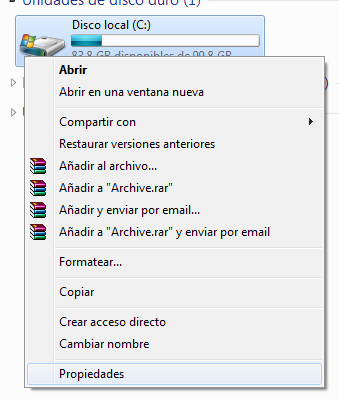 Unidades de disco duro (1)
Disco local (C:)
83,8 GB disponibles de 99,8 GB
Abrir
Abrir en una ventana nueva
Compartir con
Restaurar versiones anteriores
Añadir al archivo...
Añadir a "Archive.rar"
Añadir y enviar por email...
Añadir a "Archive.rar" y enviar por email
Formatear...
Copiar
Crear acceso directo
Cambiar nombre
Propiedades